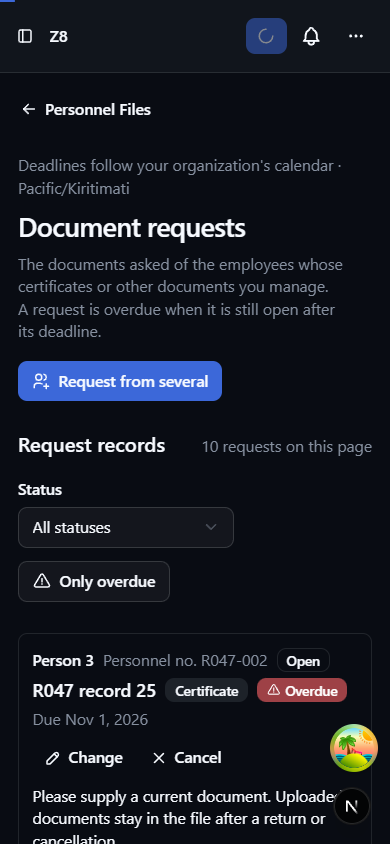 Z8
Personnel Files
Deadlines follow your organization's calendar ·
Pacific/Kiritimati
Document requests
The documents asked of the employees whose
certificates or other documents you manage.
A request is overdue when it is still open after
its deadline.
Request from several
Request records
10 requests on this page
Status
All statuses
Only overdue
Person 3 Personnel no. R047-002 Open
R047 record 25 Certificate Overdue
Due Nov 1, 2026
Change Cancel
Please supply a current document. Uploaded
N
documents stay in the file after a return or
cancellation